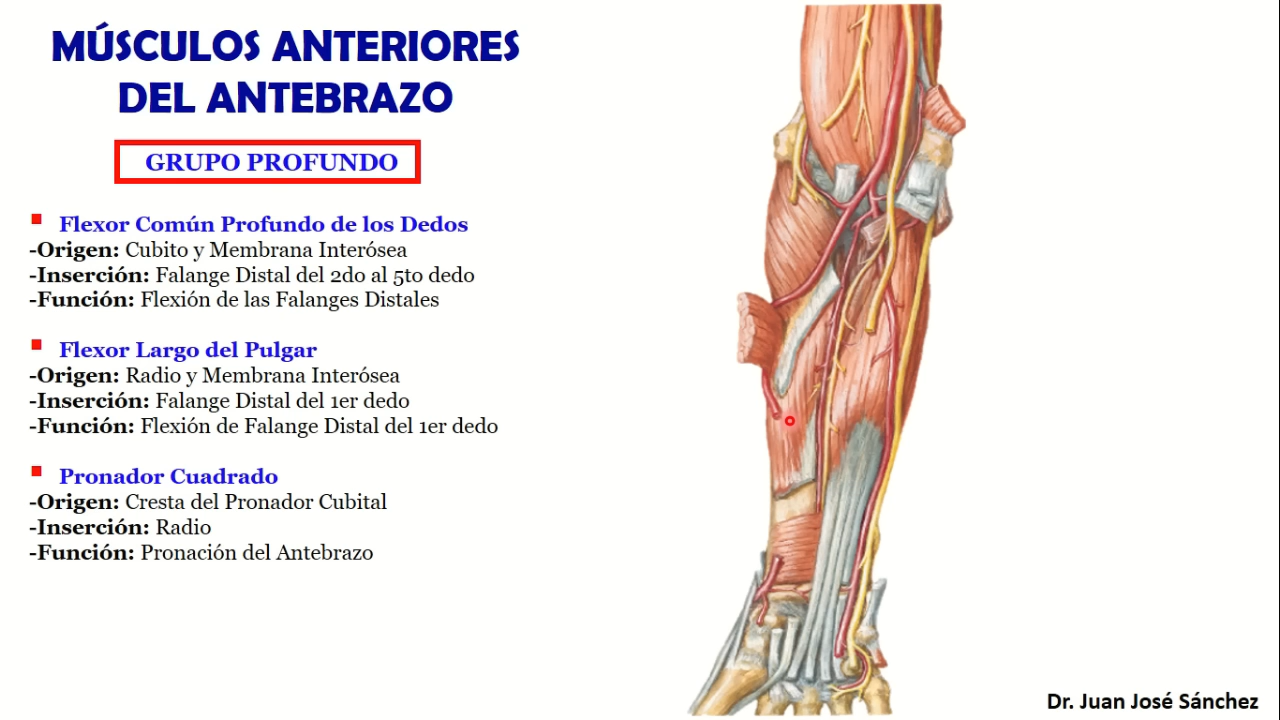 MÚSCULOS ANTERIORES
DEL ANTEBRAZO
GRUPO PROFUNDO
Flexor Común Profundo de los Dedos
-Origen: Cubito y Membrana Interósea
-Inserción: Falange Distal del 2do al 5to dedo
-Función: Flexión de las Falanges Distales
Flexor Largo del Pulgar
-Origen: Radio y Membrana Interósea
-Inserción: Falange Distal del 1er dedo
-Función: Flexión de Falange Distal del 1er dedo
Pronador Cuadrado
-Origen: Cresta del Pronador Cubital
-Inserción: Radio
-Función: Pronación del Antebrazo
Dr. Juan José Sánchez